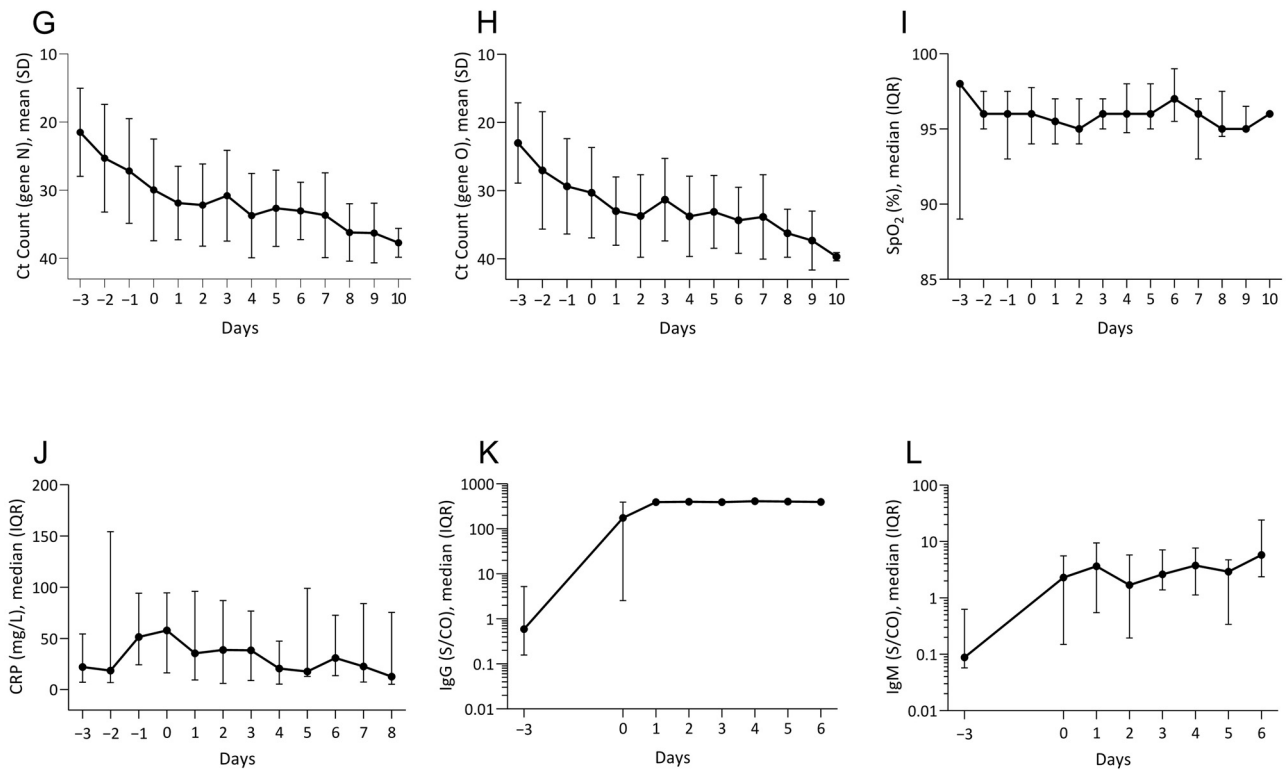 G
Ct Count (gene N), mean (SD)
10
20
30
40
−3 −2 −1 0 1 2 3 4 5 6 7 8 9 10
Days
H
Ct Count (gene O), mean (SD)
10
20
30
40
−3 −2 −1 0 1 2 3 4 5 6 7 8 9 10
Days
I
SpO₂ (%), median (IQR)
100
95
90
85
−3 −2 −1 0 1 2 3 4 5 6 7 8 9 10
Days
J
CRP (mg/L), median (IQR)
200
150
100
50
0
−3 −2 −1 0 1 2 3 4 5 6 7 8
Days
K
IgG (S/CO), median (IQR)
1000
100
10
1
0.1
0.01
−3 0 1 2 3 4 5 6
Days
L
IgM (S/CO), median (IQR)
100
10
1
0.1
0.01
−3 0 1 2 3 4 5 6
Days